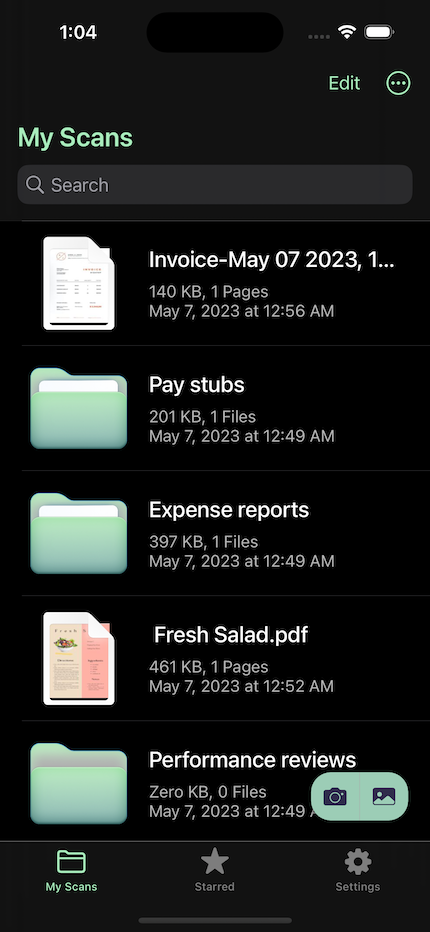 1:04
Edit
My Scans
Search
Invoice-May 07 2023, 1...
140 KB, 1 Pages
May 7, 2023 at 12:56 AM
Pay stubs
201 KB, 1 Files
May 7, 2023 at 12:49 AM
Expense reports
397 KB, 1 Files
May 7, 2023 at 12:49 AM
Fresh Salad.pdf
461 KB, 1 Pages
May 7, 2023 at 12:52 AM
Performance reviews
Zero KB, 0 Files
May 7, 2023 at 12:49
My Scans
Starred
Settings